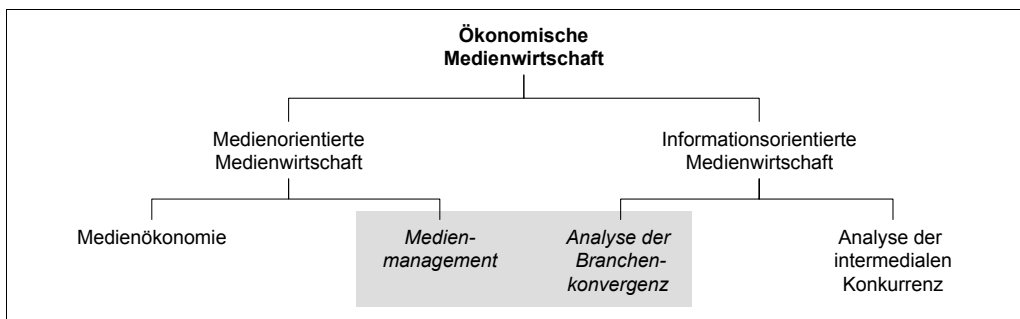 Ökonomische
Medienwirtschaft
Medienorientierte
Medienwirtschaft
Informationsorientierte
Medienwirtschaft
Medienökonomie
Medien-
management
Analyse der
Branchen-
konvergenz
Analyse der
intermedialen
Konkurrenz